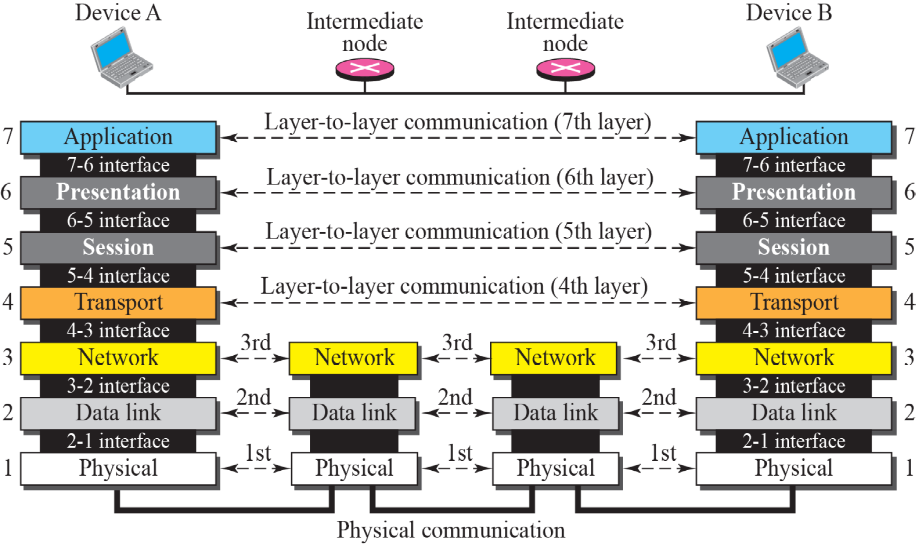 Device A
Intermediate
node
Intermediate
node
Device B
7 Application Layer-to-layer communication (7th layer) Application 7
7-6 interface 7-6 interface
6 Presentation Layer-to-layer communication (6th layer) Presentation 6
6-5 interface 6-5 interface
5 Session Layer-to-layer communication (5th layer) Session 5
5-4 interface 5-4 interface
4 Transport Layer-to-layer communication (4th layer) Transport 4
4-3 interface 4-3 interface
3 Network 3rd Network 3rd Network 3rd Network 3
3-2 interface 3-2 interface
2 Data link 2nd Data link 2nd Data link 2nd Data link 2
2-1 interface 2-1 interface
1 Physical 1st Physical 1st Physical 1st Physical 1
Physical communication